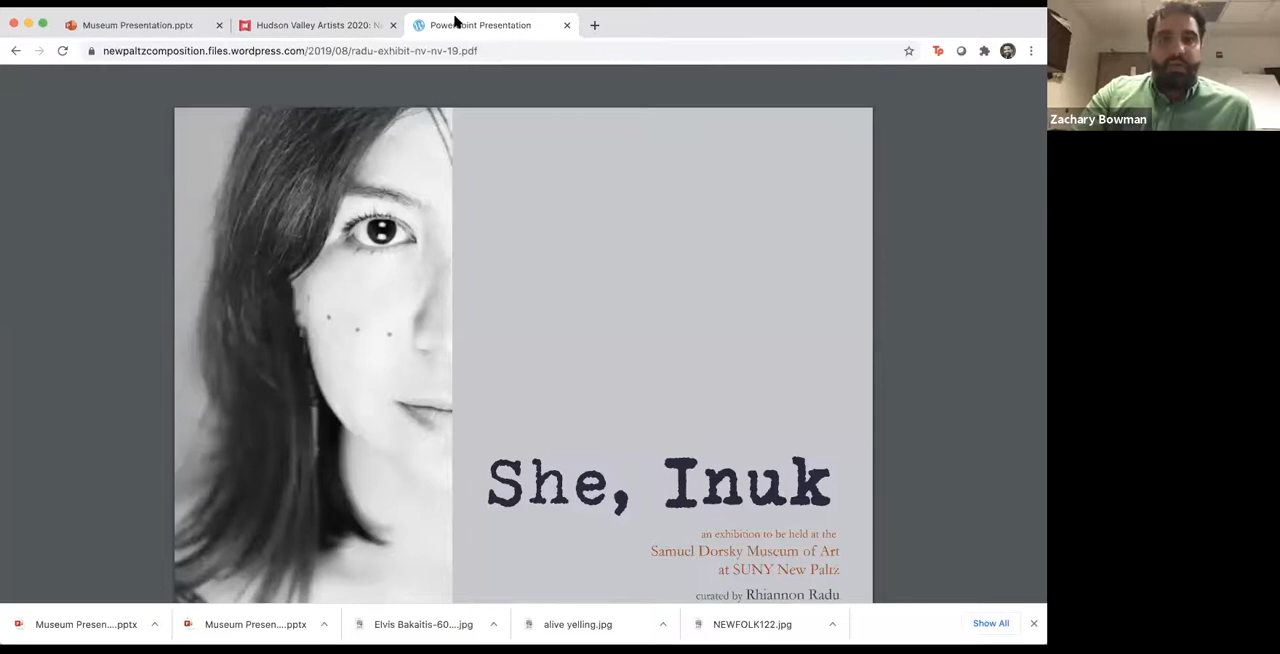 Museum Presentation.pptx
Hudson Valley Artists 2020: N
PowerPoint Presentation
newpaltzcomposition.files.wordpress.com/2019/08/radu-exhibit-nv-nv-19.pdf
Tp
Zachary Bowman
She, Inuk
an exhibition to be held at the
Samuel Dorsky Museum of Art
at SUNY New Paltz
curated by Rhiannon Radu
Museum Presen....pptx
Museum Presen....pptx
Elvis Bakaitis-60....jpg
alive yelling.jpg
NEWFOLK122.jpg
Show All